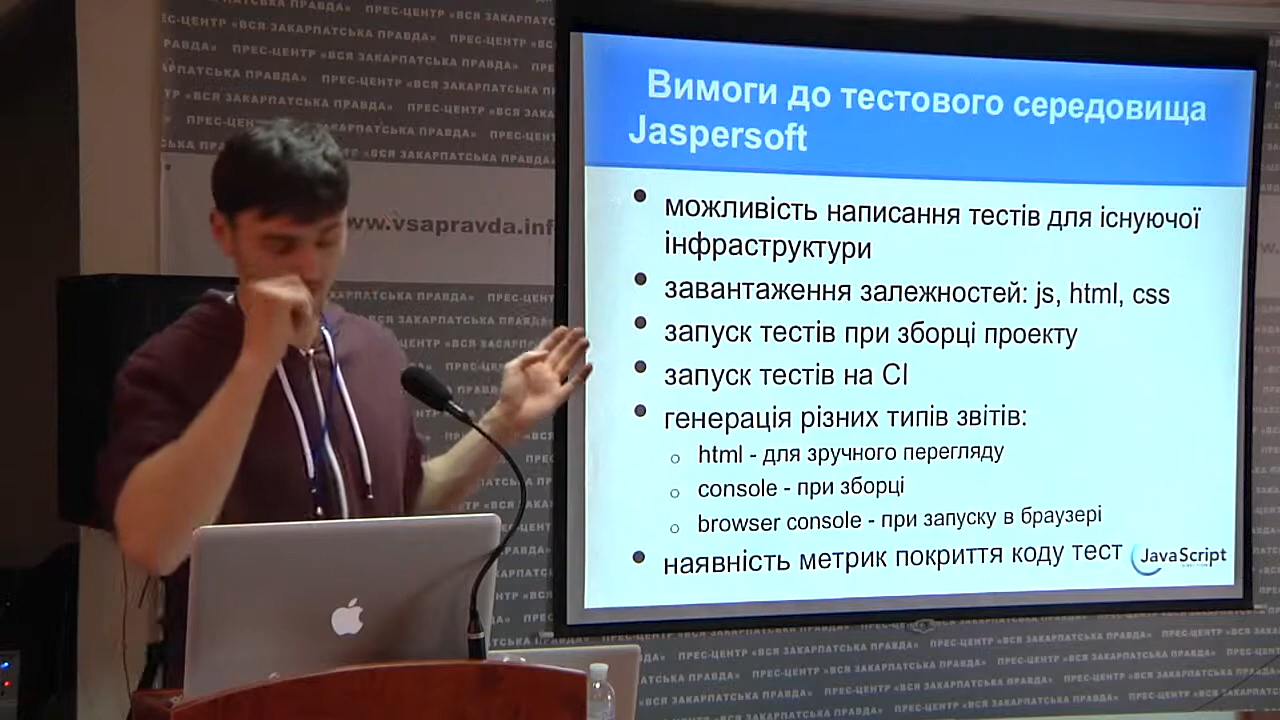 ПРЕС-ЦЕНТР «ВСЯ ЗАКАРПАТСЬКА ПРАВДА»
www.vsapravda.inf
Вимоги до тестового середовища
Jaspersoft
можливість написання тестів для існуючої
інфраструктури
завантаження залежностей: js, html, css
запуск тестів при зборці проекту
запуск тестів на CI
генерація різних типів звітів:
html - для зручного перегляду
console - при зборці
browser console - при запуску в браузері
наявність метрик покриття коду тест
JavaScript